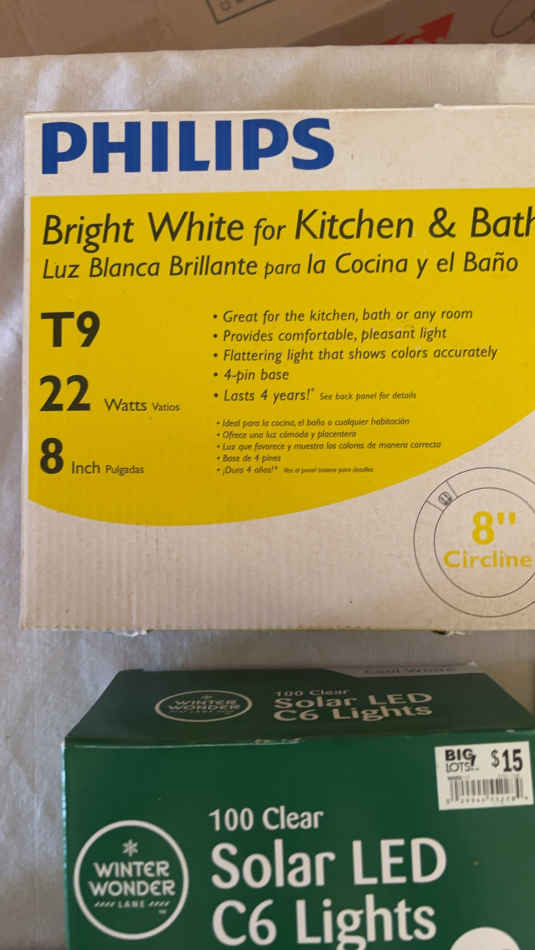 PHILIPS
Bright White for Kitchen & Bath
Luz Blanca Brillante para la Cocina y el Baño
T9
22 Watts Vatios
8 Inch Pulgadas
• Great for the kitchen, bath or any room
• Provides comfortable, pleasant light
• Flattering light that shows colors accurately
• 4-pin base
• Lasts 4 years!* See back panel for details
• Ideal para la cocina, el baño o cualquier habitación
• Ofrece una luz cómoda y placentera
• Luz que favorece y muestra los colores de manera correcta
• Base de 4 pines
• ¡Dura 4 años!*
8"
Circline
Cool White
WINTER
WONDER
LANE
100 Clear
Solar LED
C6 Lights
BIG
LOTS!
$15
WINTER
WONDER
LANE
100 Clear
Solar LED
C6 Lights